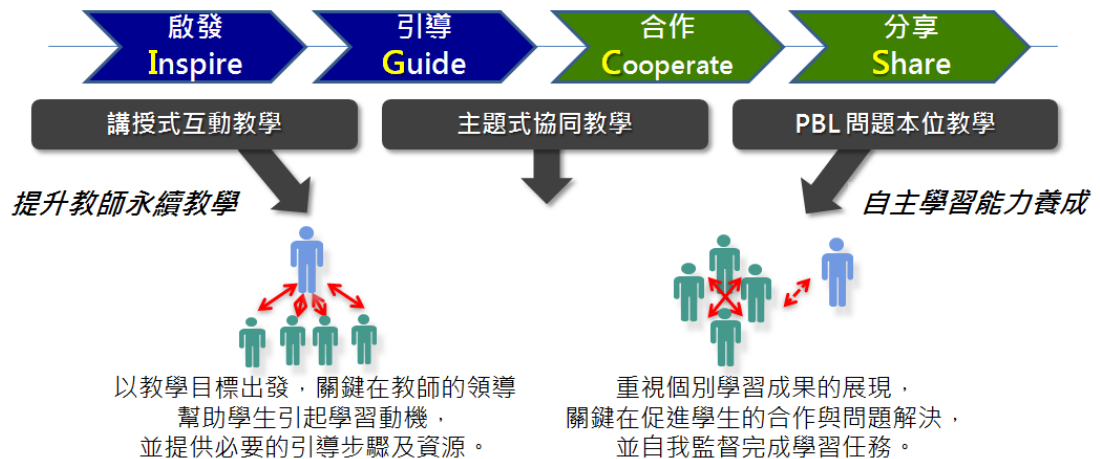 啟發
Inspire
引導
Guide
合作
Cooperate
分享
Share
講授式互動教學
主題式協同教學
PBL 問題本位教學
提升教師永續教學
自主學習能力養成
以教學目標出發，關鍵在教師的領導
幫助學生引起學習動機，
並提供必要的引導步驟及資源。
重視個別學習成果的展現，
關鍵在促進學生的合作與問題解決，
並自我監督完成學習任務。